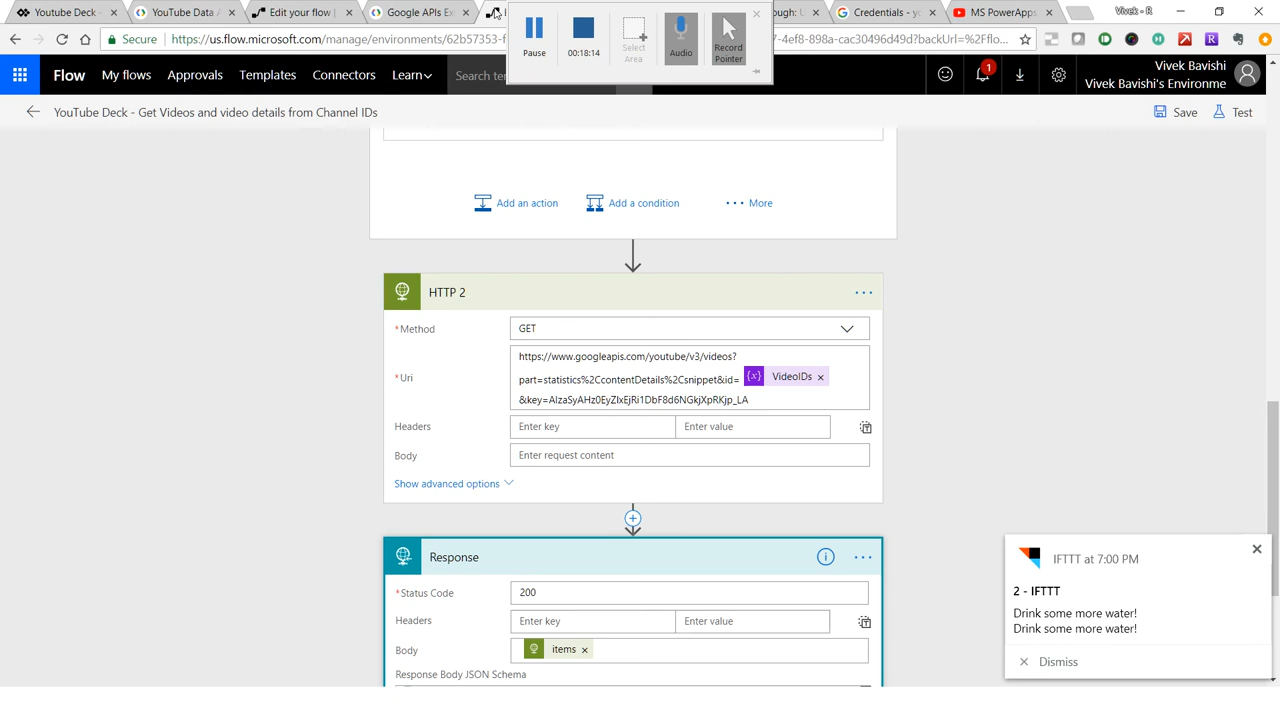 Youtube Deck -
YouTube Data A
Edit your flow |
Google APIs Ex
ough: U
Credentials - y
MS PowerApps
Vivek - R
Secure
https://us.flow.microsoft.com/manage/environments/62b57353-f
7-4ef8-898a-cac30496d49d?backUrl=%2Fflo...
Pause
00:18:14
Select Area
Audio
Record Pointer
Flow
My flows
Approvals
Templates
Connectors
Learn
Search te
1
Vivek Bavishi
Vivek Bavishi's Environme
YouTube Deck - Get Videos and video details from Channel IDs
Save
Test
Add an action
Add a condition
More
HTTP 2
*Method
GET
*Uri
https://www.googleapis.com/youtube/v3/videos?
part=statistics%2CcontentDetails%2Csnippet&id= VideoIDs
Headers
Enter key
Enter value
Body
Enter request content
Show advanced options
Response
*Status Code
200
Headers
Enter key
Enter value
Body
items
Response Body JSON Schema
IFTTT at 7:00 PM
2 - IFTTT
Drink some more water!
Drink some more water!
Dismiss